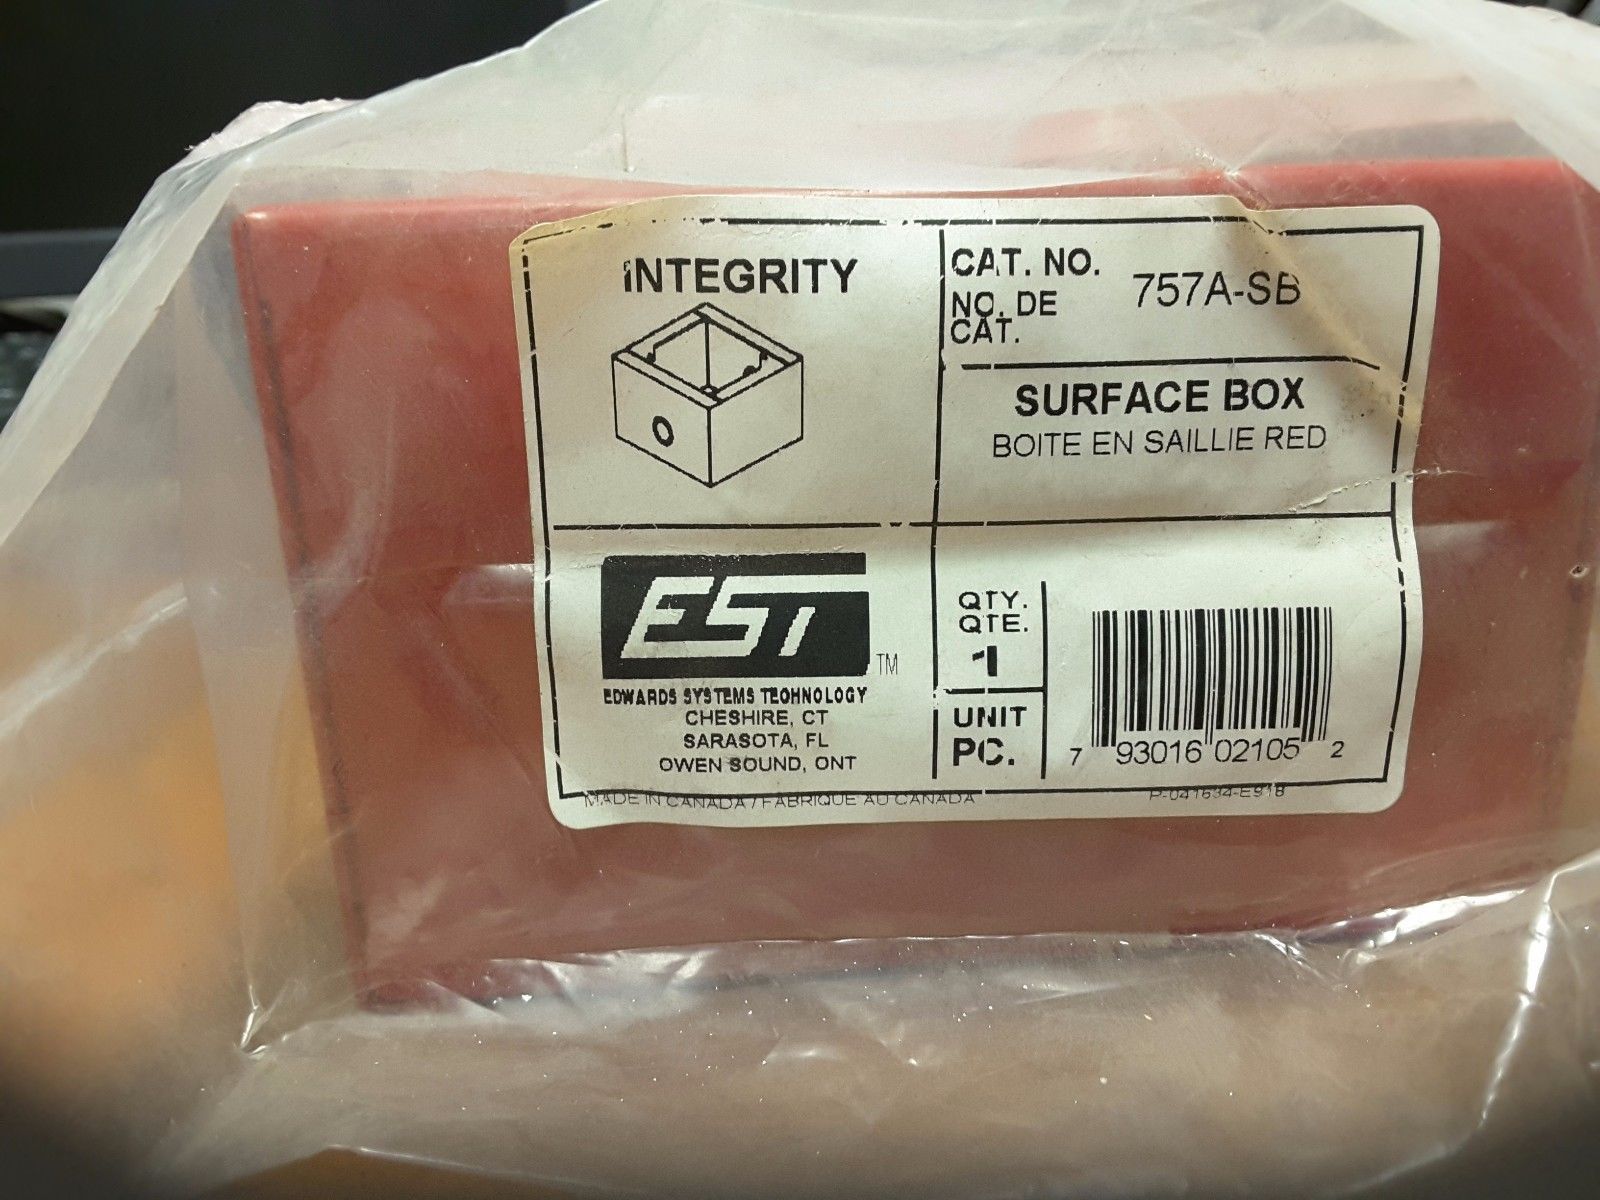 INTEGRITY
CAT. NO.
NO. DE
CAT.
757A-SB
SURFACE BOX
BOITE EN SAILLIE RED
EST
TM
EDWARDS SYSTEMS TECHNOLOGY
CHESHIRE, CT
SARASOTA, FL
OWEN SOUND, ONT
QTY.
QTE.
1
UNIT
PC.
7 93016 02105 2
MADE IN CANADA / FABRIQUE AU CANADA
P-041634-E918